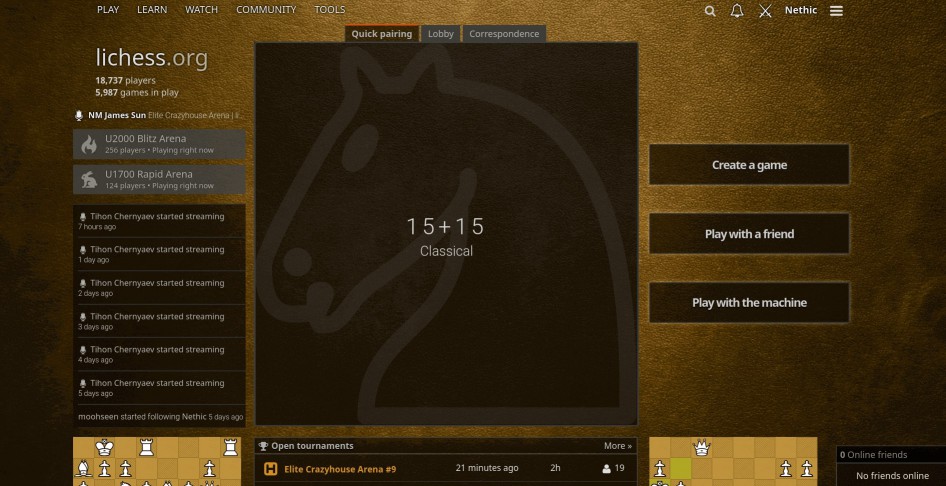 PLAY LEARN WATCH COMMUNITY TOOLS
Nethic
Quick pairing Lobby Correspondence
lichess.org
18,737 players
5,987 games in play
NM James Sun Elite Crazyhouse Arena | li...
U2000 Blitz Arena
256 players • Playing right now
U1700 Rapid Arena
124 players • Playing right now
Tihon Chernyaev started streaming
7 hours ago
Tihon Chernyaev started streaming
1 day ago
Tihon Chernyaev started streaming
2 days ago
Tihon Chernyaev started streaming
3 days ago
Tihon Chernyaev started streaming
4 days ago
Tihon Chernyaev started streaming
5 days ago
moohseen started following Nethic 5 days ago
15+15
Classical
Create a game
Play with a friend
Play with the machine
Open tournaments More »
Elite Crazyhouse Arena #9 21 minutes ago 2h 19
0 Online friends
No friends online